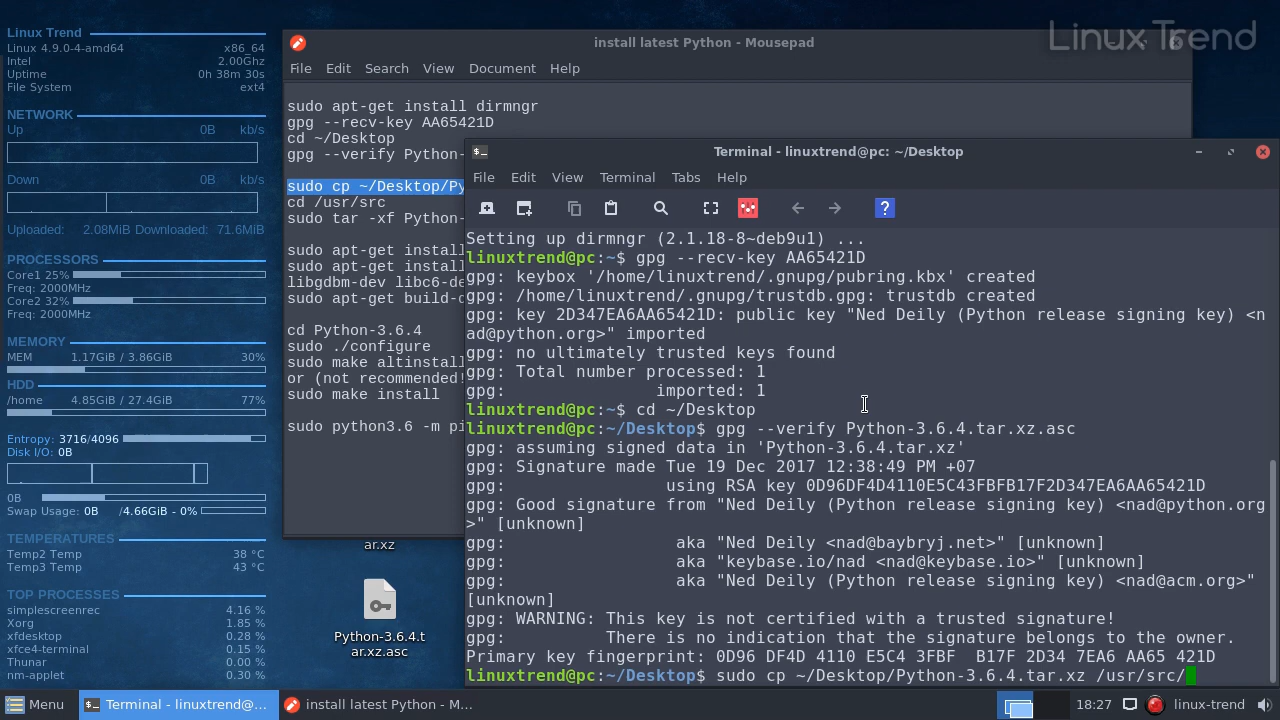 Linux Trend
Linux 4.9.0-4-amd64 x86_64
Intel 2.00Ghz
Uptime 0h 38m 30s
File System ext4
NETWORK
Up 0B kb/s
Down 0B kb/s
Uploaded: 2.08MiB Downloaded: 71.6MiB
PROCESSORS
Core1 25%
Freq: 2000MHz
Core2 32%
Freq: 2000MHz
MEMORY
MEM 1.17GiB / 3.86GiB 30%
HDD
/home 4.85GiB / 27.4GiB 77%
Entropy: 3716/4096
Disk I/O: 0B
0B
Swap Usage: 0B /4.66GiB - 0%
TEMPERATURES
Temp2 Temp 38 °C
Temp3 Temp 43 °C
TOP PROCESSES
simplescreenrec 4.16 %
Xorg 1.85 %
xfdesktop 0.28 %
xfce4-terminal 0.15 %
Thunar 0.00 %
nm-applet 0.30 %
install latest Python - Mousepad
Linux Trend
File Edit Search View Document Help
sudo apt-get install dirmngr
gpg --recv-key AA65421D
cd ~/Desktop
gpg --verify Python-
sudo cp ~/Desktop/Py
cd /usr/src
sudo tar -xf Python-
sudo apt-get install
sudo apt-get install
libgdbm-dev libc6-de
sudo apt-get build-d
cd Python-3.6.4
sudo ./configure
sudo make altinstall
or (not recommended!
sudo make install
sudo python3.6 -m pi
ar.xz
Python-3.6.4.t
ar.xz.asc
Terminal - linuxtrend@pc: ~/Desktop
File Edit View Terminal Tabs Help
Setting up dirmngr (2.1.18-8~deb9u1) ...
linuxtrend@pc:~$ gpg --recv-key AA65421D
gpg: keybox '/home/linuxtrend/.gnupg/pubring.kbx' created
gpg: /home/linuxtrend/.gnupg/trustdb.gpg: trustdb created
gpg: key 2D347EA6AA65421D: public key "Ned Deily (Python release signing key) <n
ad@python.org>" imported
gpg: no ultimately trusted keys found
gpg: Total number processed: 1
gpg: imported: 1
linuxtrend@pc:~$ cd ~/Desktop
linuxtrend@pc:~/Desktop$ gpg --verify Python-3.6.4.tar.xz.asc
gpg: assuming signed data in 'Python-3.6.4.tar.xz'
gpg: Signature made Tue 19 Dec 2017 12:38:49 PM +07
gpg: using RSA key 0D96DF4D4110E5C43FBFB17F2D347EA6AA65421D
gpg: Good signature from "Ned Deily (Python release signing key) <nad@python.org
>" [unknown]
gpg: aka "Ned Deily <nad@baybryj.net>" [unknown]
gpg: aka "keybase.io/nad <nad@keybase.io>" [unknown]
gpg: aka "Ned Deily (Python release signing key) <nad@acm.org>"
[unknown]
gpg: WARNING: This key is not certified with a trusted signature!
gpg: There is no indication that the signature belongs to the owner.
Primary key fingerprint: 0D96 DF4D 4110 E5C4 3FBF B17F 2D34 7EA6 AA65 421D
linuxtrend@pc:~/Desktop$ sudo cp ~/Desktop/Python-3.6.4.tar.xz /usr/src/
Menu Terminal - linuxtrend@... install latest Python - M... 18:27 linux-trend